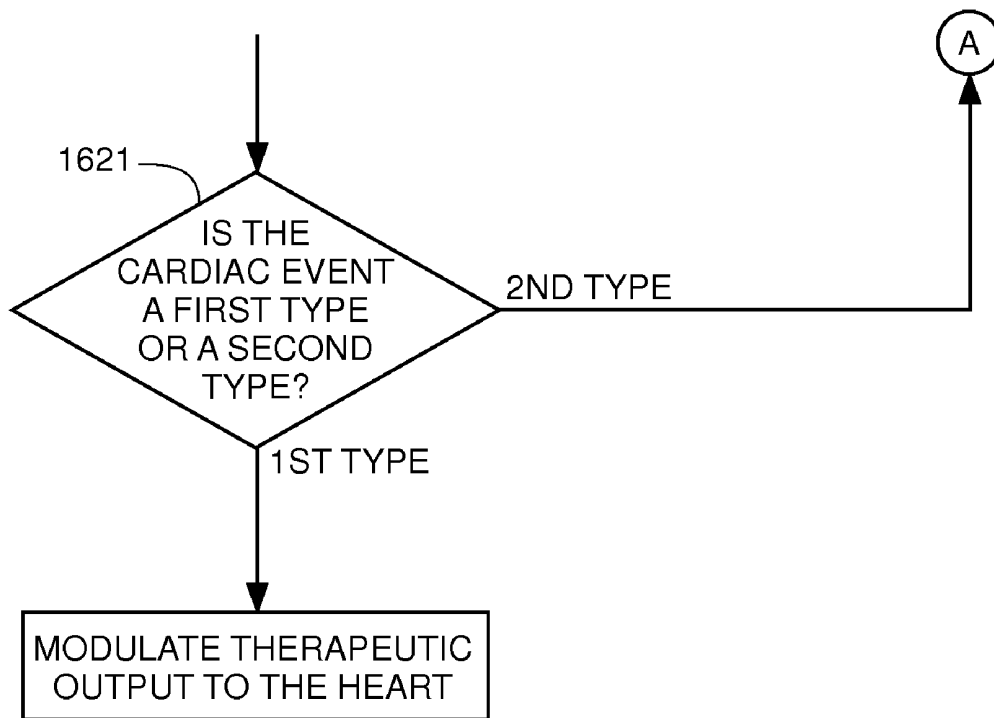 A
1621
IS THE
CARDIAC EVENT
A FIRST TYPE
OR A SECOND
TYPE?
2ND TYPE
1ST TYPE
MODULATE THERAPEUTIC
OUTPUT TO THE HEART